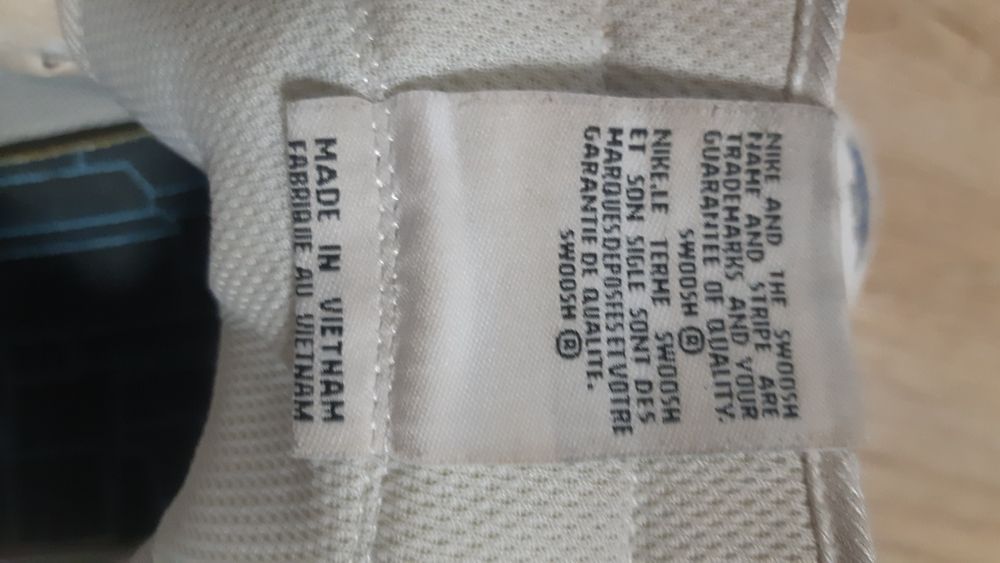 NIKE AND THE SWOOSH
NAME AND STRIPE ARE
TRADEMARKS AND YOUR
GUARANTEE OF QUALITY.
SWOOSH ®
NIKE.LE TERME SWOOSH
ET SON SIGLE SONT DES
MARQUESDEPOSEESETVOTRE
GARANTIE DE QUALITE.
SWOOSH ®
MADE IN VIETNAM
FABRIQUE AU VIETNAM